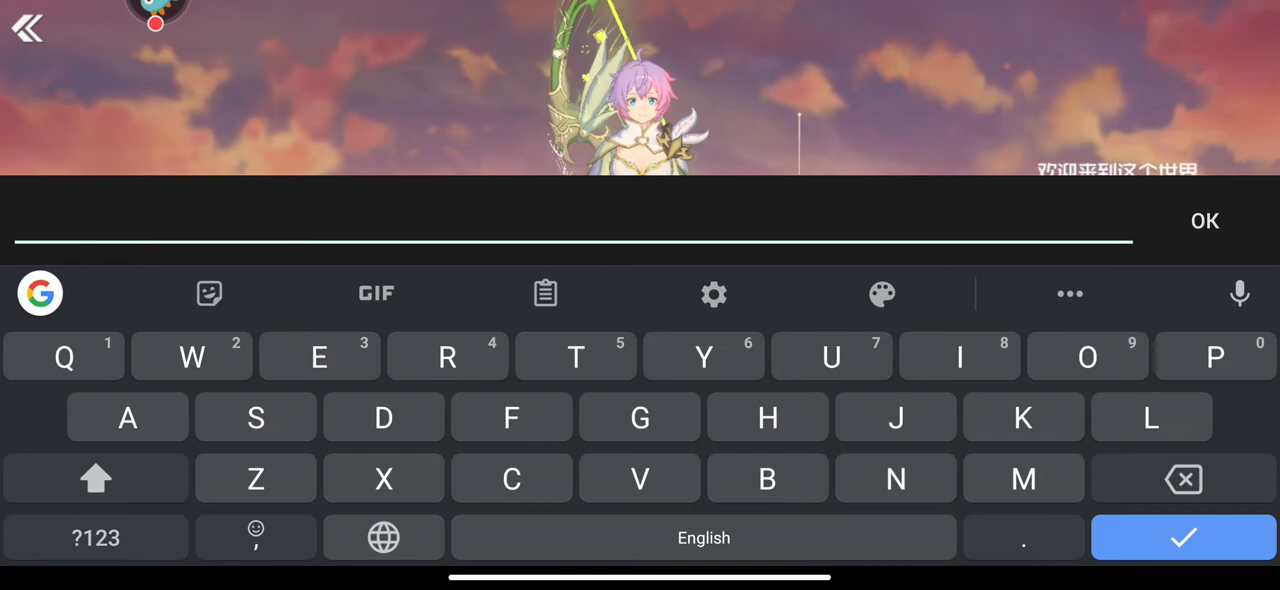 欢迎来到这个世界
OK
GIF
Q 1 W 2 E 3 R 4 T 5 Y 6 U 7 I 8 O 9 P 0
A S D F G H J K L
Z X C V B N M
?123 , English .